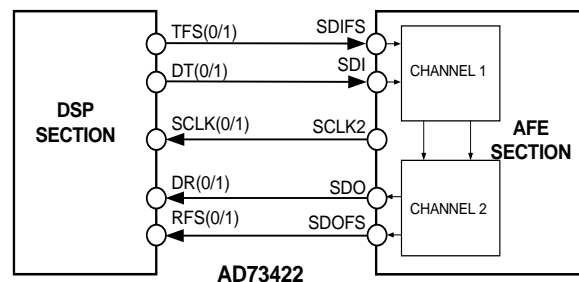 TFS(0/1) SDIFS
DT(0/1) SDI
CHANNEL 1
DSP
SECTION
SCLK(0/1) SCLK2
AFE
SECTION
DR(0/1) SDO
CHANNEL 2
RFS(0/1) SDOFS
AD73422